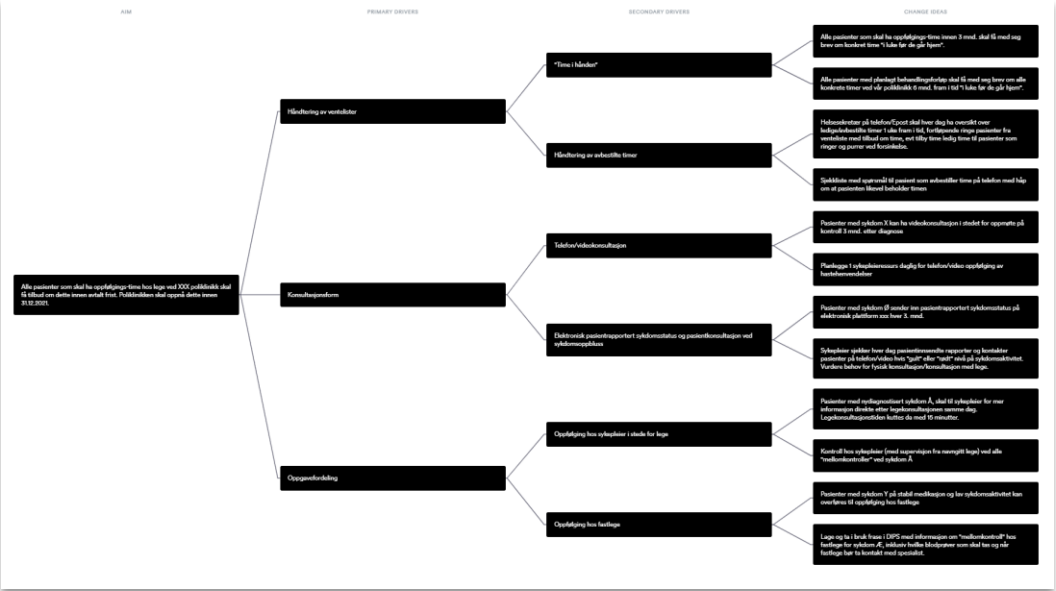 AIM
PRIMARY DRIVERS
SECONDARY DRIVERS
CHANGE IDEAS
Alle pasienter som skal ha oppfølgings-time hos lege ved XXX poliklinikk skal
få tilbud om dette innen avtalt frist. Poliklinikken skal oppnå dette innen
31.12.2021.
Håndtering av ventelister
Konsultasjonsform
Oppgavefordeling
"Time i hånden"
Håndtering av avbestilte timer
Telefon/videokonsultasjon
Elektronisk pasientrapportert sykdomsstatus og pasientkonsultasjon ved
sykdomsoppbluss
Oppfølging hos sykepleier i stede for lege
Oppfølging hos fastlege
Alle pasienter som skal ha oppfølgings-time innen 3 mnd. skal få med seg
brev om konkret time "i luke før de går hjem".
Alle pasienter med planlagt behandlingsforløp skal få med seg brev om alle
konkrete timer ved vår poliklinikk 6 mnd. fram i tid "i luke før de går hjem".
Helsesekretær på telefon/Epost skal hver dag ha oversikt over
ledige/avbestilte timer 1 uke fram i tid, fortløpende ringe pasienter fra
venteliste med tilbud om time, evt tilby time ledig time til pasienter som
ringer og purrer ved forsinkelse.
Sjekkliste med spørsmål til pasient som avbestiller time på telefon med håp
om at pasienten likevel beholder timen
Pasienter med sykdom X kan ha videokonsultasjon i stedet for oppmøte på
kontroll 3 mnd. etter diagnose
Planlegge 1 sykepleieressurs daglig for telefon/video oppfølging av
hastehenvendelser
Pasienter med sykdom Ø sender inn pasientrapportert sykdomsstatus på
elektronisk plattform xxx hver 3. mnd.
Sykepleier sjekker hver dag pasientinnsendte rapporter og kontakter
pasienter på telefon/video hvis "gult" eller "rødt" nivå på sykdomsaktivitet.
Vurdere behov for fysisk konsultasjon/konsultasjon med lege.
Pasienter med nydiagnostisert sykdom Å, skal til sykepleier for mer
informasjon direkte etter legekonsultasjonen samme dag.
Legekonsultasjonstiden kuttes da med 15 minutter.
Kontroll hos sykepleier (med supervisjon fra navngitt lege) ved alle
"mellomkontroller" ved sykdom Å
Pasienter med sykdom Y på stabil medikasjon og lav sykdomsaktivitet kan
overføres til oppfølging hos fastlege
Lage og ta i bruk frase i DIPS med informasjon om "mellomkontroll" hos
fastlege for sykdom Æ, inklusiv hvilke blodprøver som skal tas og når
fastlege bør ta kontakt med spesialist.